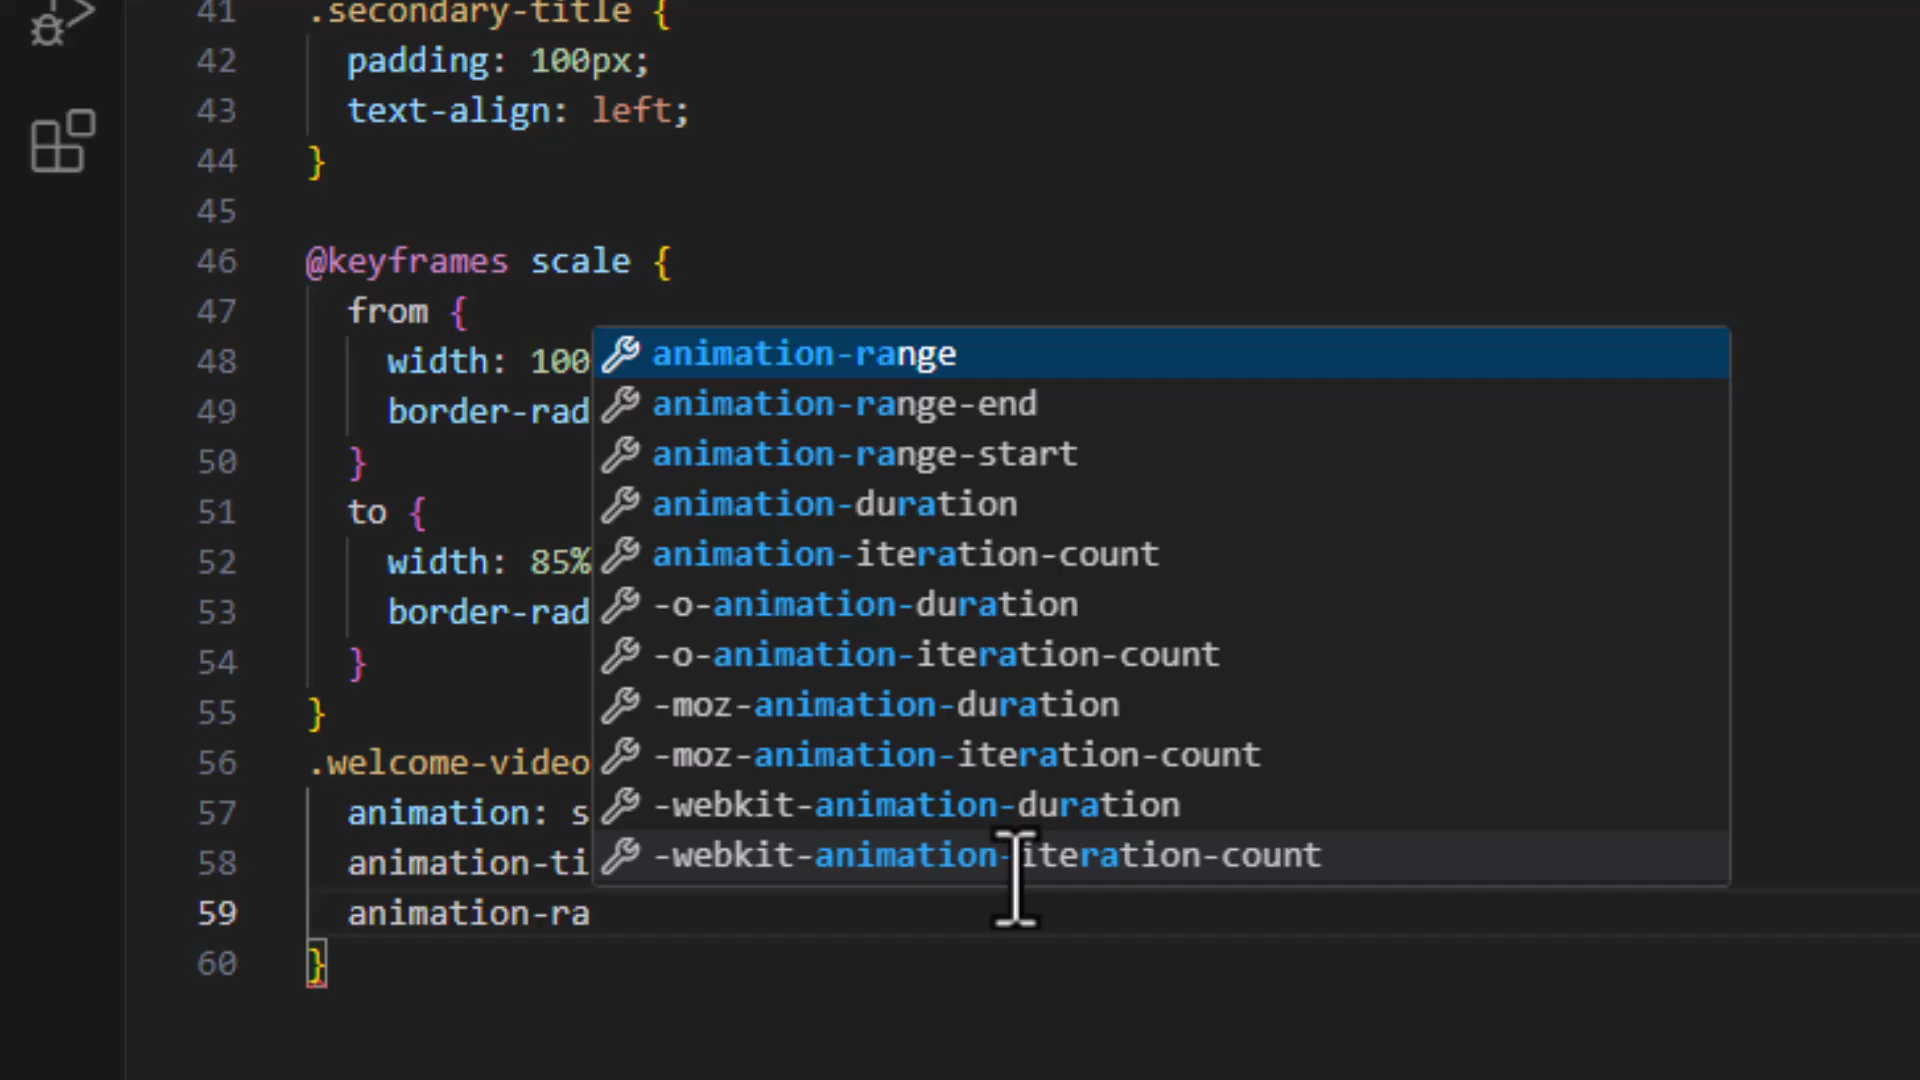 41 .secondary-title {
42 padding: 100px;
43 text-align: left;
44 }
45
46 @keyframes scale {
47 from {
48 width: 100
49 border-rad
50 }
51 to {
52 width: 85%
53 border-rad
54 }
55 }
56 .welcome-video
57 animation: s
58 animation-ti
59 animation-ra
60 }
animation-range
animation-range-end
animation-range-start
animation-duration
animation-iteration-count
-o-animation-duration
-o-animation-iteration-count
-moz-animation-duration
-moz-animation-iteration-count
-webkit-animation-duration
-webkit-animation-iteration-count